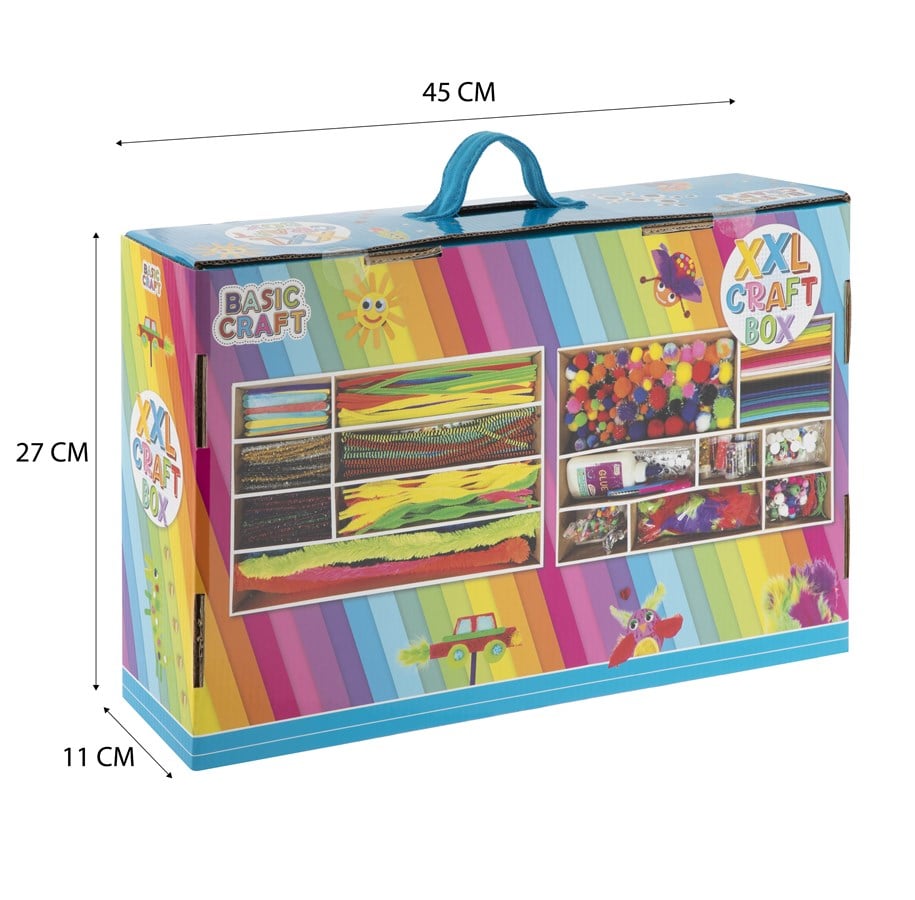 45 CM
27 CM
11 CM
BASIC
CRAFT
XXL
CRAFT
BOX
BASIC
CRAFT
XXL
CRAFT
BOX
GLUE